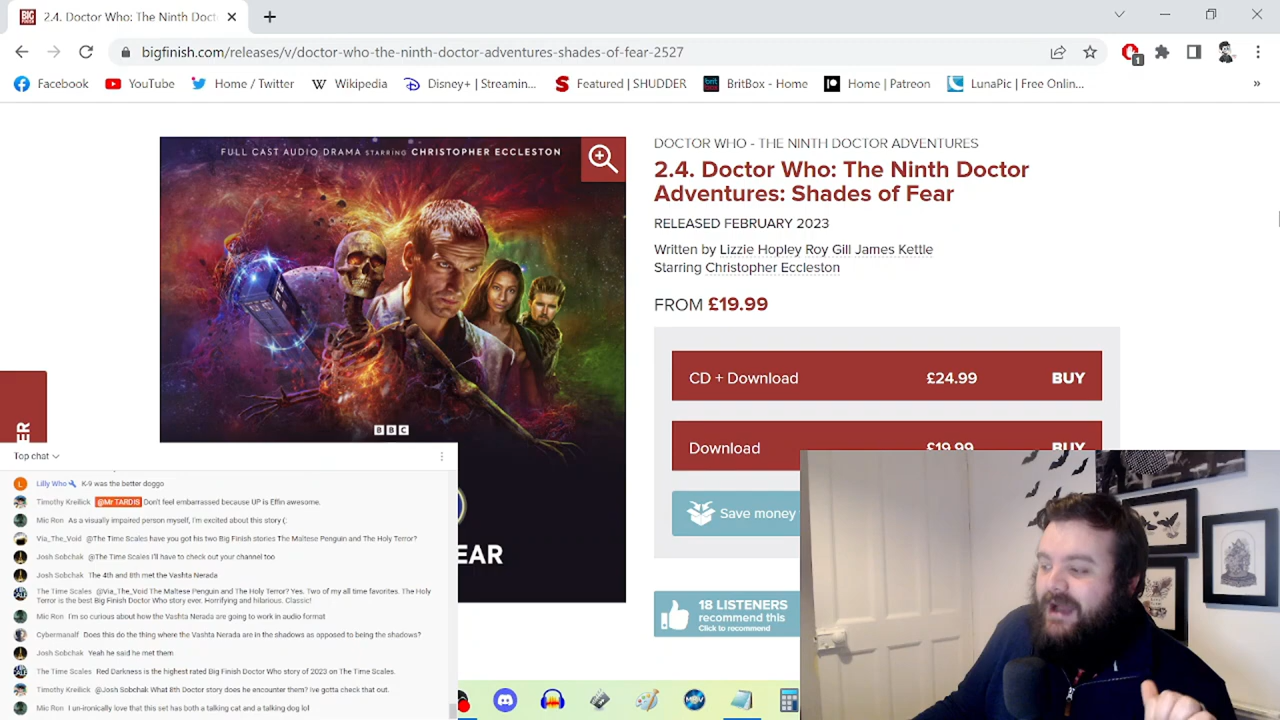 2.4. Doctor Who: The Ninth Doct
bigfinish.com/releases/v/doctor-who-the-ninth-doctor-adventures-shades-of-fear-2527
1
Facebook YouTube Home / Twitter Wikipedia Disney+ | Streamin... Featured | SHUDDER BritBox - Home Home | Patreon LunaPic | Free Onlin... »
FULL CAST AUDIO DRAMA STARRING CHRISTOPHER ECCLESTON
BBC
EAR
DOCTOR WHO - THE NINTH DOCTOR ADVENTURES
2.4. Doctor Who: The Ninth Doctor
Adventures: Shades of Fear
RELEASED FEBRUARY 2023
Written by Lizzie Hopley Roy Gill James Kettle
Starring Christopher Eccleston
FROM £19.99
CD + Download £24.99 BUY
Download £19.99 BUY
Save money
18 LISTENERS
recommend this
Click to recommend
ER
Top chat
Lilly Who K-9 was the better doggo
Timothy Kreilick @Mr TARDIS Don't feel embarrassed because UP is Effin awesome.
Mic Ron As a visually impaired person myself, I'm excited about this story (:
Via_The_Void @The Time Scales have you got his two Big Finish stories The Maltese Penguin and The Holy Terror?
Josh Sobchak @The Time Scales I'll have to check out your channel too
Josh Sobchak The 4th and 8th met the Vashta Nerada
The Time Scales @Via_The_Void The Maltese Penguin and The Holy Terror? Yes. Two of my all time favorites. The Holy
Terror is the best Big Finish Doctor Who story ever. Horrifying and hilarious. Classic!
Mic Ron I'm so curious about how the Vashta Nerada are going to work in audio format
Cybermanalf Does this do the thing where the Vashta Nerada are in the shadows as opposed to being the shadows?
Josh Sobchak Yeah he said he met them
The Time Scales Red Darkness is the highest rated Big Finish Doctor Who story of 2023 on The Time Scales.
Timothy Kreilick @Josh Sobchak What 8th Doctor story does he encounter them? Ive gotta check that out.
Mic Ron I un-ironically love that this set has both a talking cat and a talking dog lol